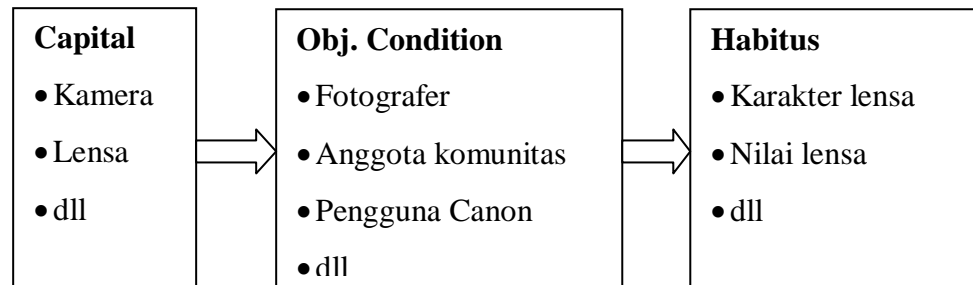 Capital
• Kamera
• Lensa
• dll
Obj. Condition
• Fotografer
• Anggota komunitas
• Pengguna Canon
• dll
Habitus
• Karakter lensa
• Nilai lensa
• dll